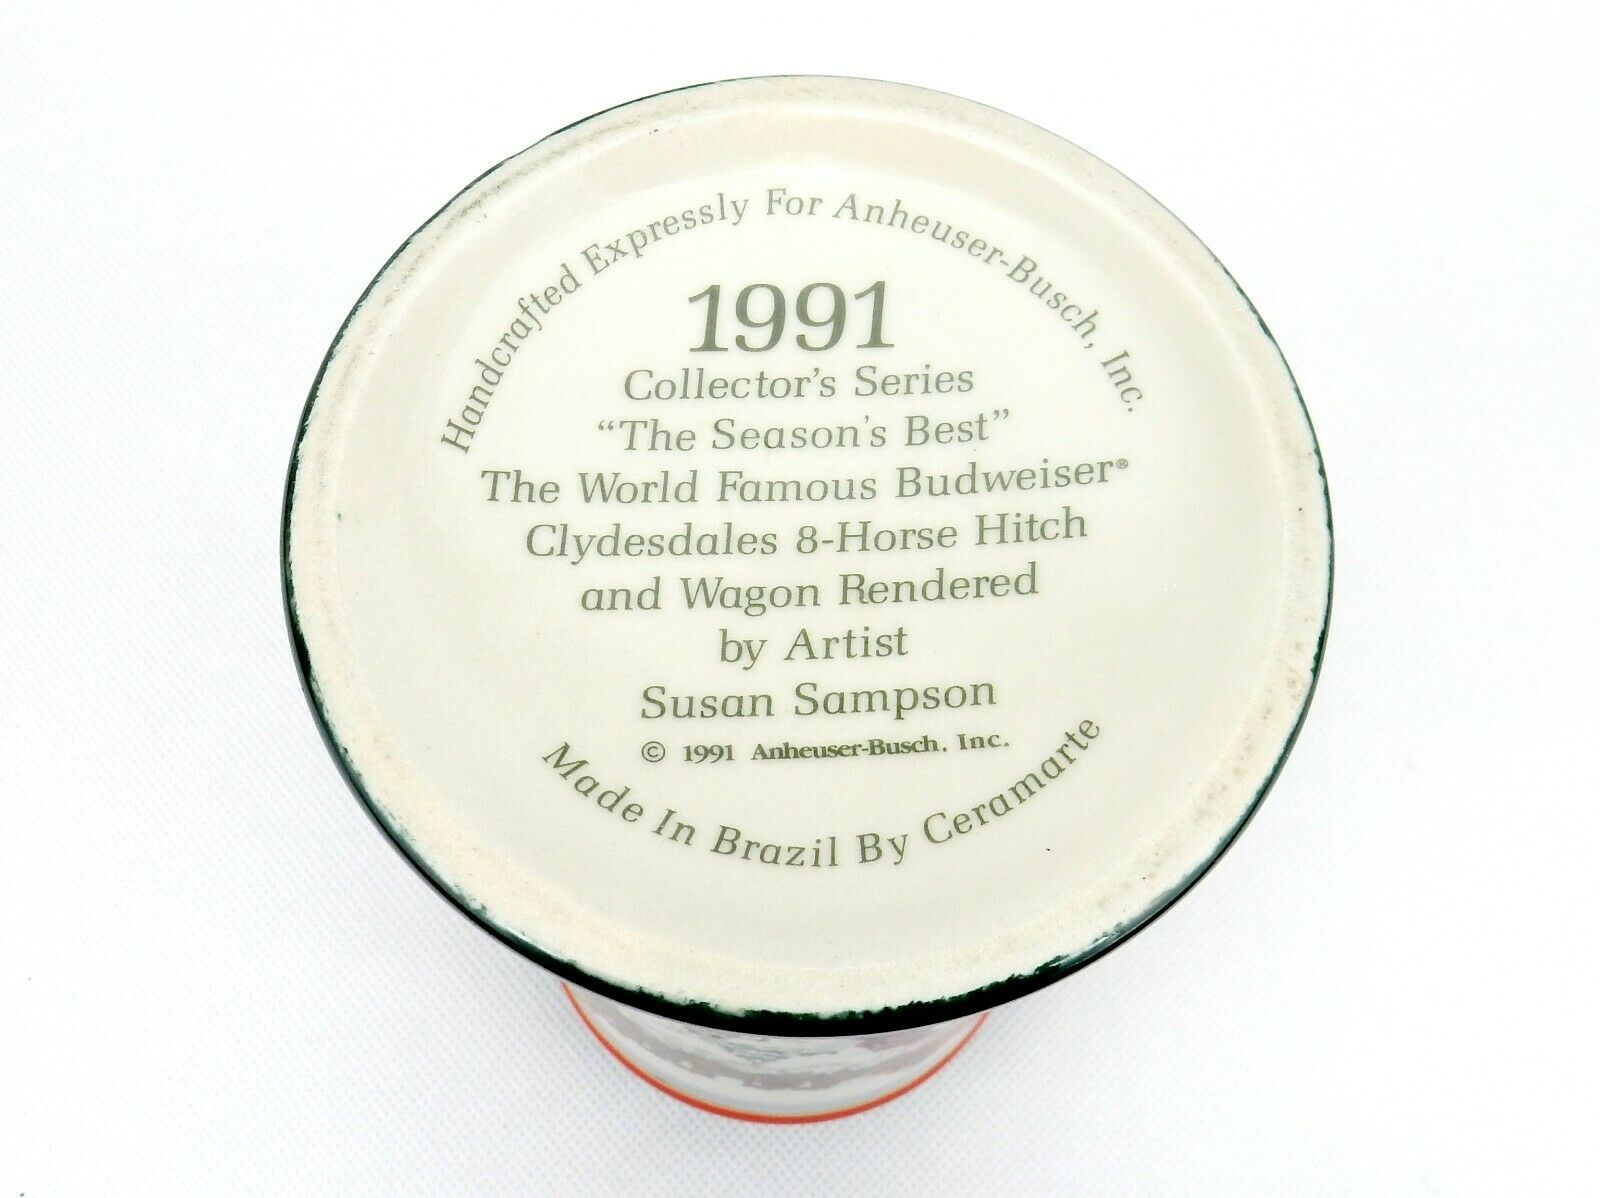 Handcrafted Expressly For Anheuser-Busch, Inc.
1991
Collector's Series
“The Season's Best”
The World Famous Budweiser®
Clydesdales 8-Horse Hitch
and Wagon Rendered
by Artist
Susan Sampson
© 1991 Anheuser-Busch, Inc.
Made In Brazil By Ceramarte